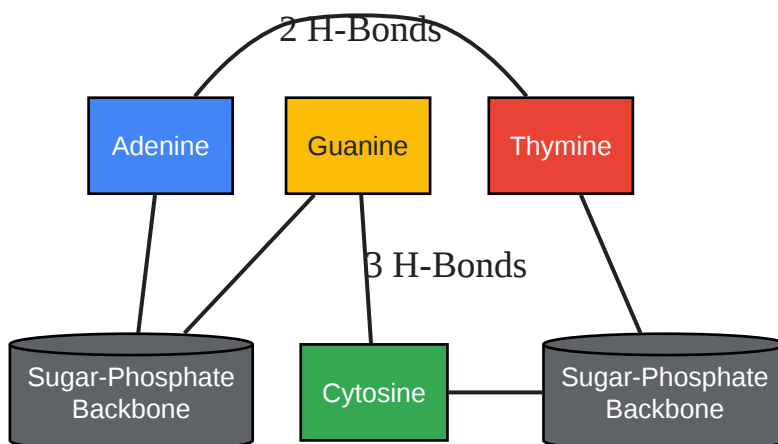 2 H-Bonds
Adenine
Guanine
Thymine
3 H-Bonds
Sugar-Phosphate
Backbone
Cytosine
Sugar-Phosphate
Backbone